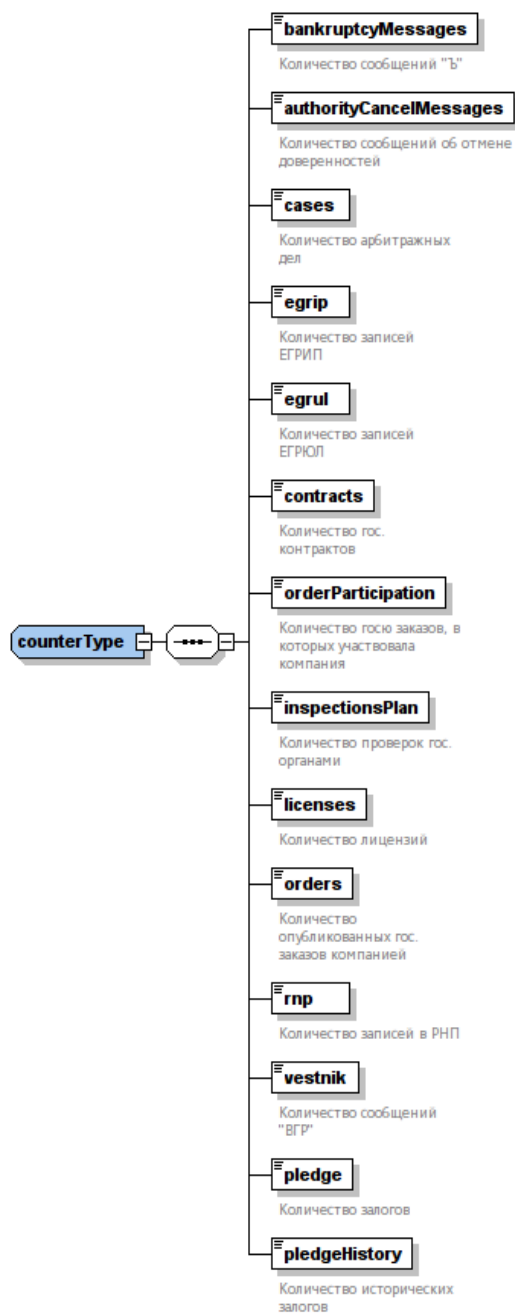 bankruptcyMessages
Количество сообщений "Ъ"
authorityCancelMessages
Количество сообщений об отмене
доверенностей
cases
Количество арбитражных
дел
egrip
Количество записей
ЕГРИП
egrul
Количество записей
ЕГРЮЛ
contracts
Количество гос.
контрактов
orderParticipation
Количество госю заказов, в
которых участвовала
компания
counterType
inspectionsPlan
Количество проверок гос.
органами
licenses
Количество лицензий
orders
Количество
опубликованных гос.
заказов компанией
rnp
Количество записей в РНП
vestnik
Количество сообщений
"ВГР"
pledge
Количество залогов
pledgeHistory
Количество исторических
залогов